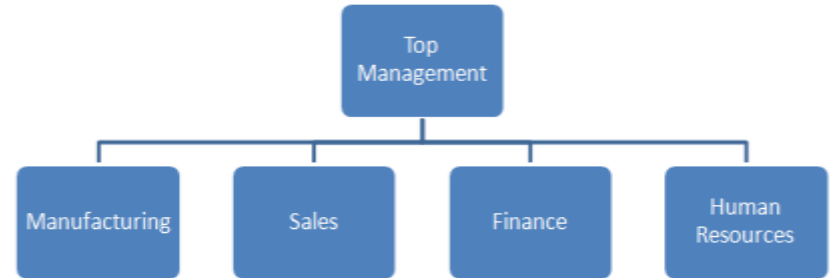 Top
Management
Manufacturing
Sales
Finance
Human
Resources